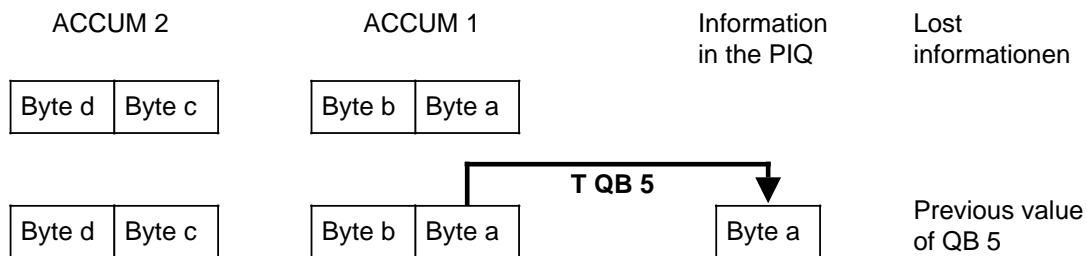 ACCUM 2 ACCUM 1 Information Lost
in the PIQ informationen
Byte d Byte c Byte b Byte a
T QB 5
Byte d Byte c Byte b Byte a Byte a Previous value
of QB 5